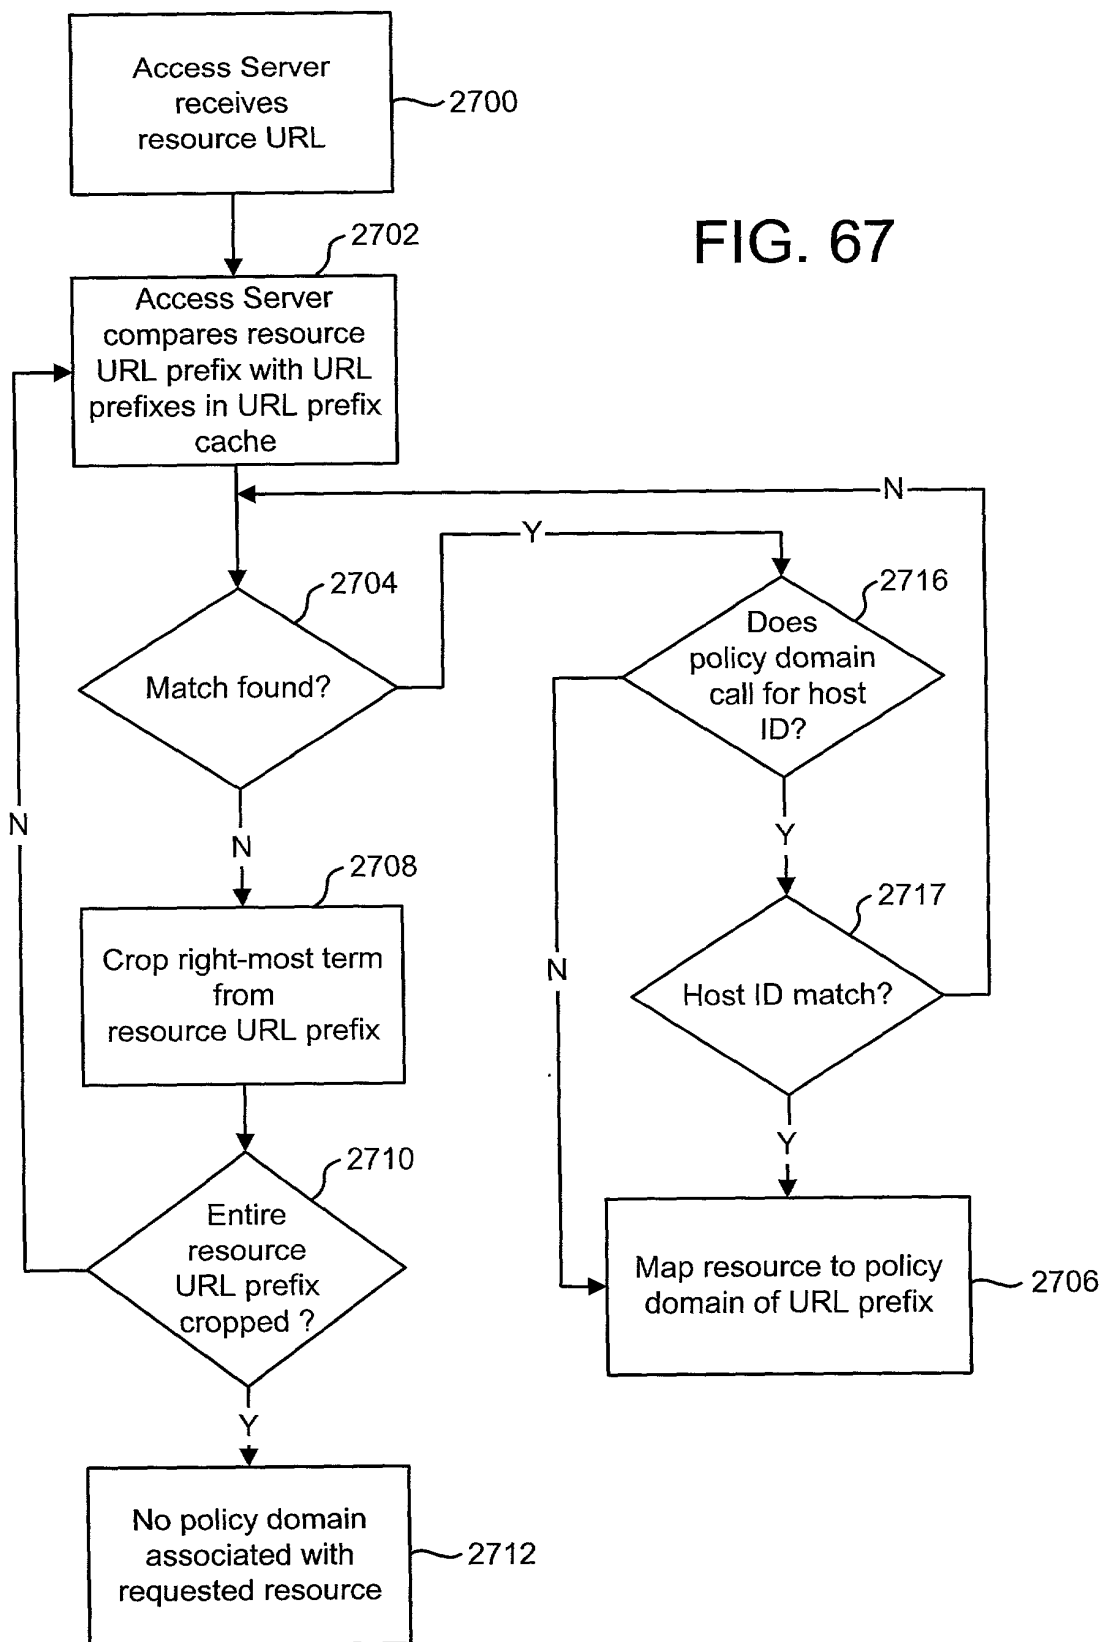 Access Server
receives
resource URL
2700
FIG. 67
2702
Access Server
compares resource
URL prefix with URL
prefixes in URL prefix
cache
N
Y
2704
Match found?
2716
Does
policy domain
call for host
ID?
N
N
Y
2708
Crop right-most term
from
resource URL prefix
2717
Host ID match?
N
Y
2710
Entire
resource
URL prefix
cropped ?
Map resource to policy
domain of URL prefix
2706
Y
No policy domain
associated with
requested resource
2712